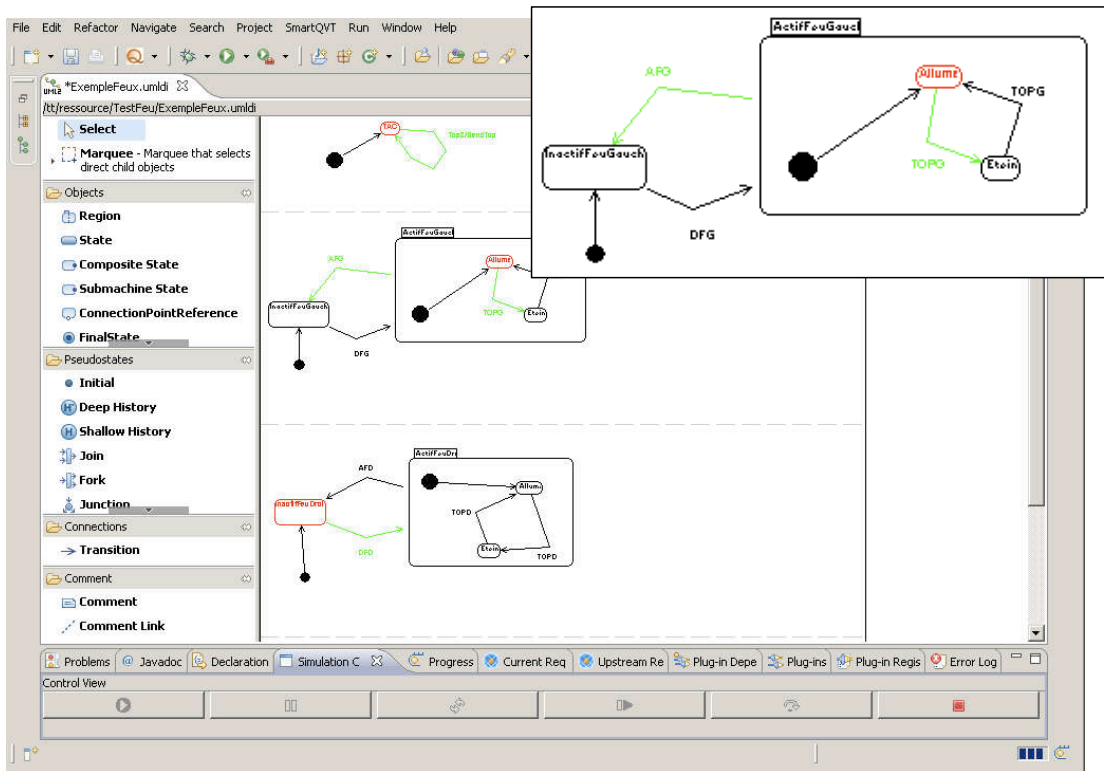 File Edit Refactor Navigate Search Project SmartQVT Run Window Help
*ExempleFeux.umldi
/tt/ressource/TestFeu/ExempleFeux.umldi
Select
Marquee - Marquee that selects
direct child objects
Objects
Region
State
Composite State
Submachine State
ConnectionPointReference
FinalState
Pseudostates
Initial
Deep History
Shallow History
Join
Fork
Junction
Connections
Transition
Comment
Comment
Comment Link
ActifFeuGaucl
AFG
Allume
TOPG
InactifFeuGauch
TOPG
Etein
DFG
ActifFeuGaucl
AFG
Allume
InactifFeuGauch
TOPG
Etein
DFG
ActifFeuDr
AFD
Allum
InactifFeuDroi
TOPD
DFD
Etein
TOPD
Problems @ Javadoc Declaration Simulation C Progress Current Req Upstream Re Plug-in Depe Plug-ins Plug-in Regis Error Log
Control View